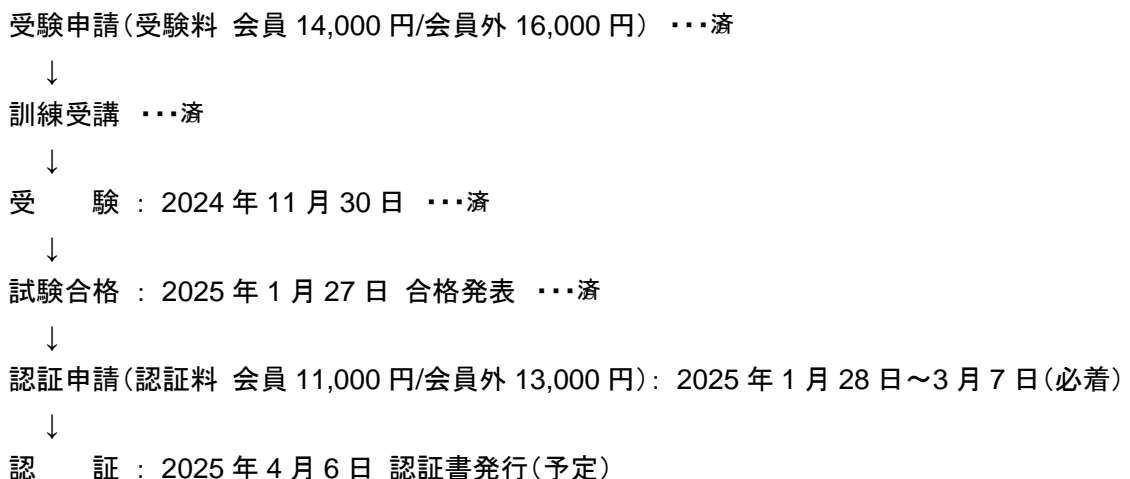 受験申請(受験料 会員 14,000 円/会員外 16,000 円) ・・・済
↓
訓練受講 ・・・済
↓
受　　験 : 2024 年 11 月 30 日 ・・・済
↓
試験合格 : 2025 年 1 月 27 日 合格発表 ・・・済
↓
認証申請(認証料 会員 11,000 円/会員外 13,000 円): 2025 年 1 月 28 日~3 月 7 日(必着)
↓
認　　証 : 2025 年 4 月 6 日 認証書発行(予定)